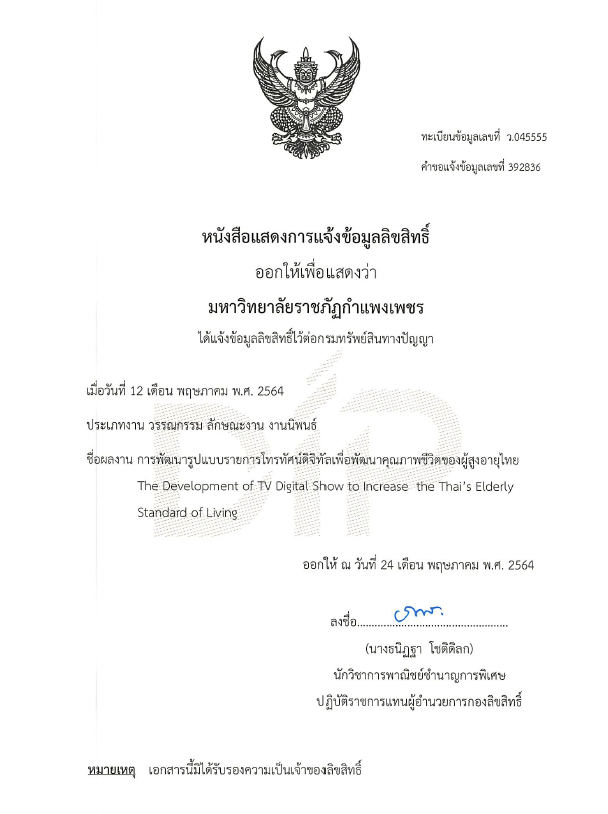 ทะเบียนข้อมูลเลขที่ ว.045555
คำขอแจ้งข้อมูลเลขที่ 392836
หนังสือแสดงการแจ้งข้อมูลลิขสิทธิ์
ออกให้เพื่อแสดงว่า
มหาวิทยาลัยราชภัฏกำแพงเพชร
ได้แจ้งข้อมูลลิขสิทธิ์ไว้ต่อกรมทรัพย์สินทางปัญญา
เมื่อวันที่ 12 เดือน พฤษภาคม พ.ศ. 2564
ประเภทงาน วรรณกรรม ลักษณะงาน งานนิพนธ์
ชื่อผลงาน การพัฒนารูปแบบรายการโทรทัศน์ดิจิทัลเพื่อพัฒนาคุณภาพชีวิตของผู้สูงอายุไทย
The Development of TV Digital Show to Increase the Thai's Elderly
Standard of Living
DIP
ออกให้ ณ วันที่ 24 เดือน พฤษภาคม พ.ศ. 2564
ลงชื่อ..................................................
(นางธนิฏฐา โชติดิลก)
นักวิชาการพาณิชย์ชำนาญการพิเศษ
ปฏิบัติราชการแทนผู้อำนวยการกองลิขสิทธิ์
หมายเหตุ เอกสารนี้มิได้รับรองความเป็นเจ้าของลิขสิทธิ์